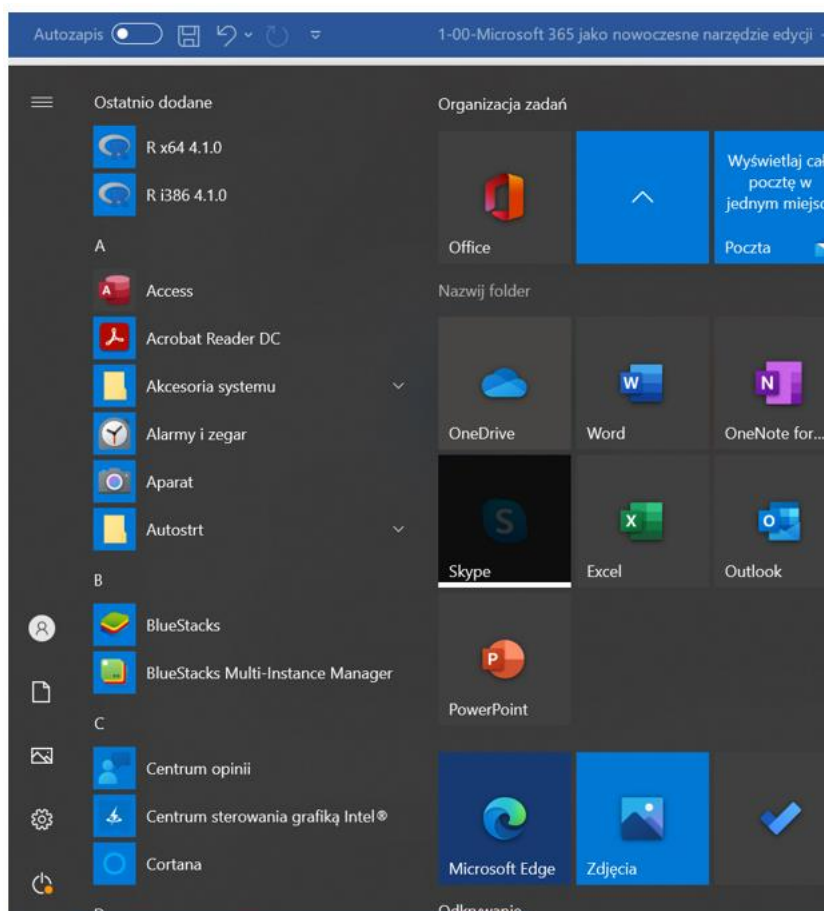 Autozapis
1-00-Microsoft 365 jako nowoczesne narzędzie edycji -
Ostatnio dodane
R x64 4.1.0
R i386 4.1.0
A
Access
Acrobat Reader DC
Akcesoria systemu
Alarmy i zegar
Aparat
Autostrt
B
BlueStacks
BlueStacks Multi-Instance Manager
C
Centrum opinii
Centrum sterowania grafiką Intel®
Cortana
Organizacja zadań
Office
Wyświetlaj cał
pocztę w
jednym miejsc
Poczta
Nazwij folder
OneDrive
Word
OneNote for...
Skype
Excel
Outlook
PowerPoint
Microsoft Edge
Zdjęcia
Odkrywanie